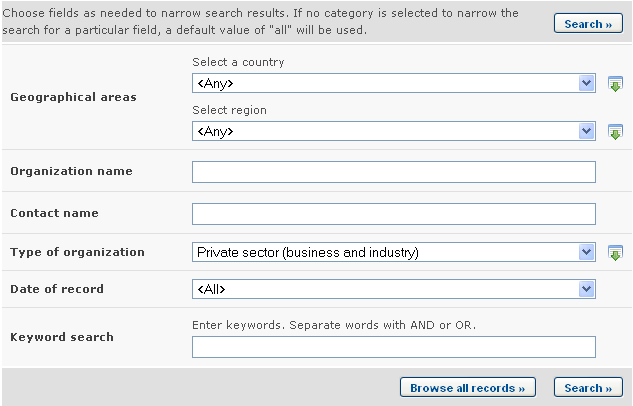 Choose fields as needed to narrow search results. If no category is selected to narrow the
search for a particular field, a default value of "all" will be used.
Search »
Geographical areas
Select a country
<Any>
Select region
<Any>
Organization name
Contact name
Type of organization
Private sector (business and industry)
Date of record
<All>
Keyword search
Enter keywords. Separate words with AND or OR.
Browse all records »
Search »